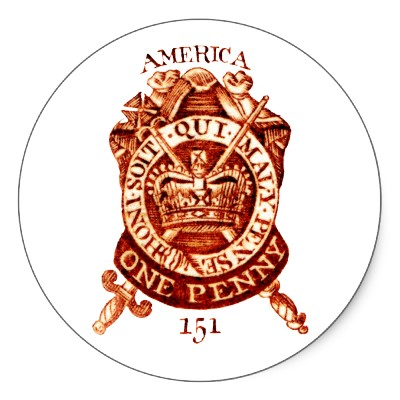 AMERICA
HONI·SOIT·QUI·MAL·Y·PENSE
ONE PENNY
151